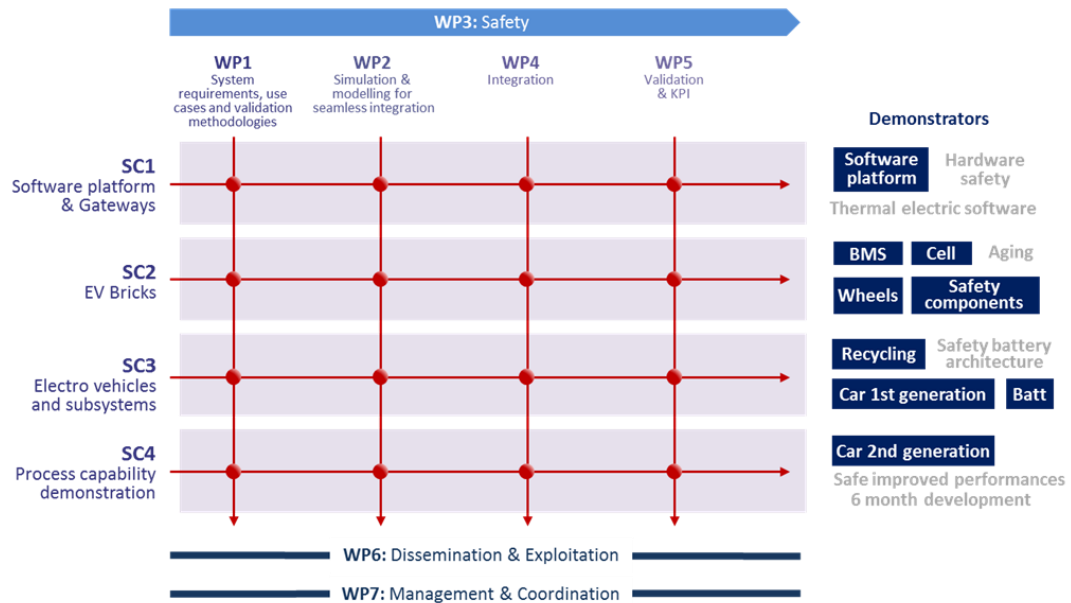 WP3: Safety
WP1
System
requirements, use
cases and validation
methodologies
WP2
Simulation &
modelling for
seamless integration
WP4
Integration
WP5
Validation
& KPI
Demonstrators
SC1
Software platform
& Gateways
Software
platform
Hardware
safety
Thermal electric software
SC2
EV Bricks
BMS
Cell
Aging
Wheels
Safety
components
SC3
Electro vehicles
and subsystems
Recycling
Safety battery
architecture
Car 1st generation
Batt
SC4
Process capability
demonstration
Car 2nd generation
Safe improved performances
6 month development
WP6: Dissemination & Exploitation
WP7: Management & Coordination